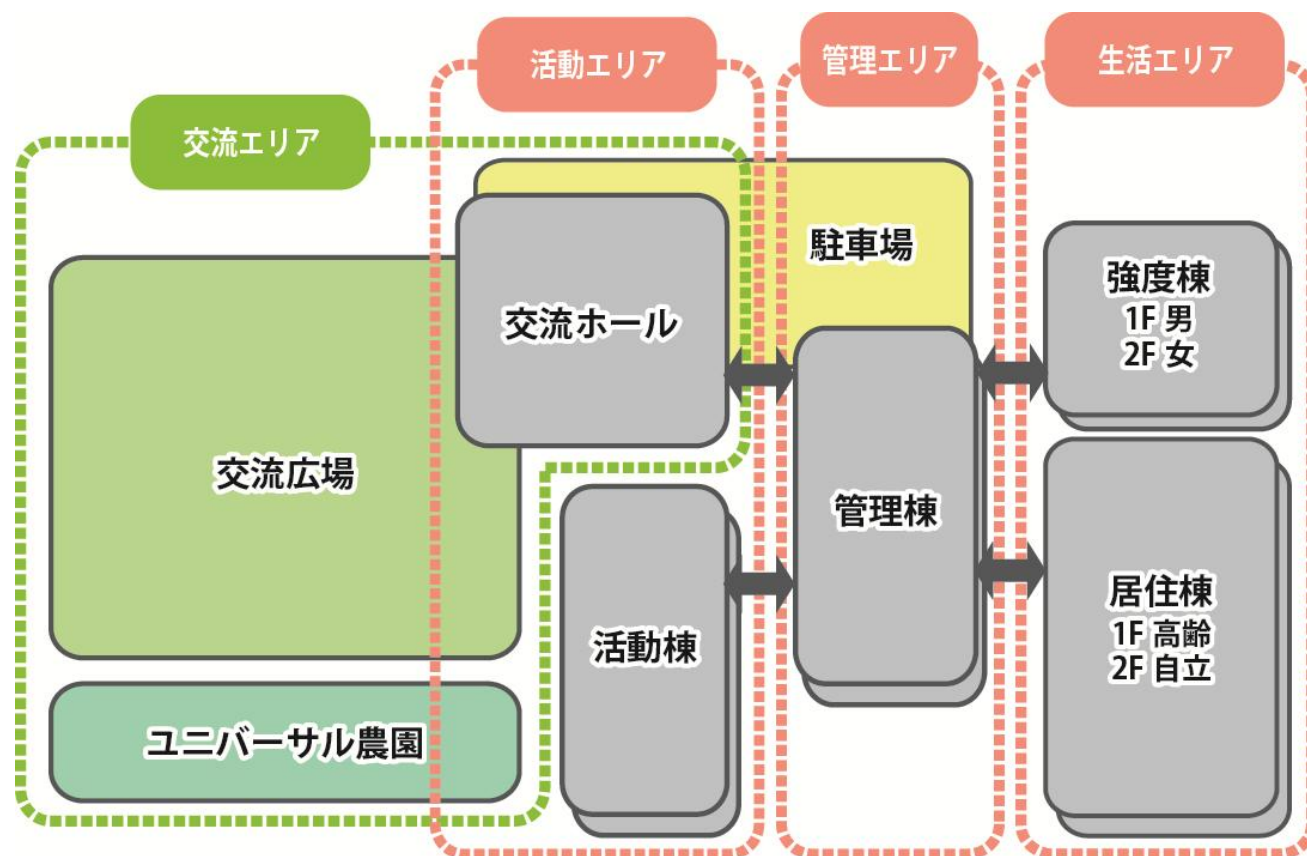 活動エリア
管理エリア
生活エリア
交流エリア
駐車場
強度棟
1F 男
2F 女
交流ホール
交流広場
管理棟
居住棟
1F 高齢
2F 自立
活動棟
ユニバーサル農園